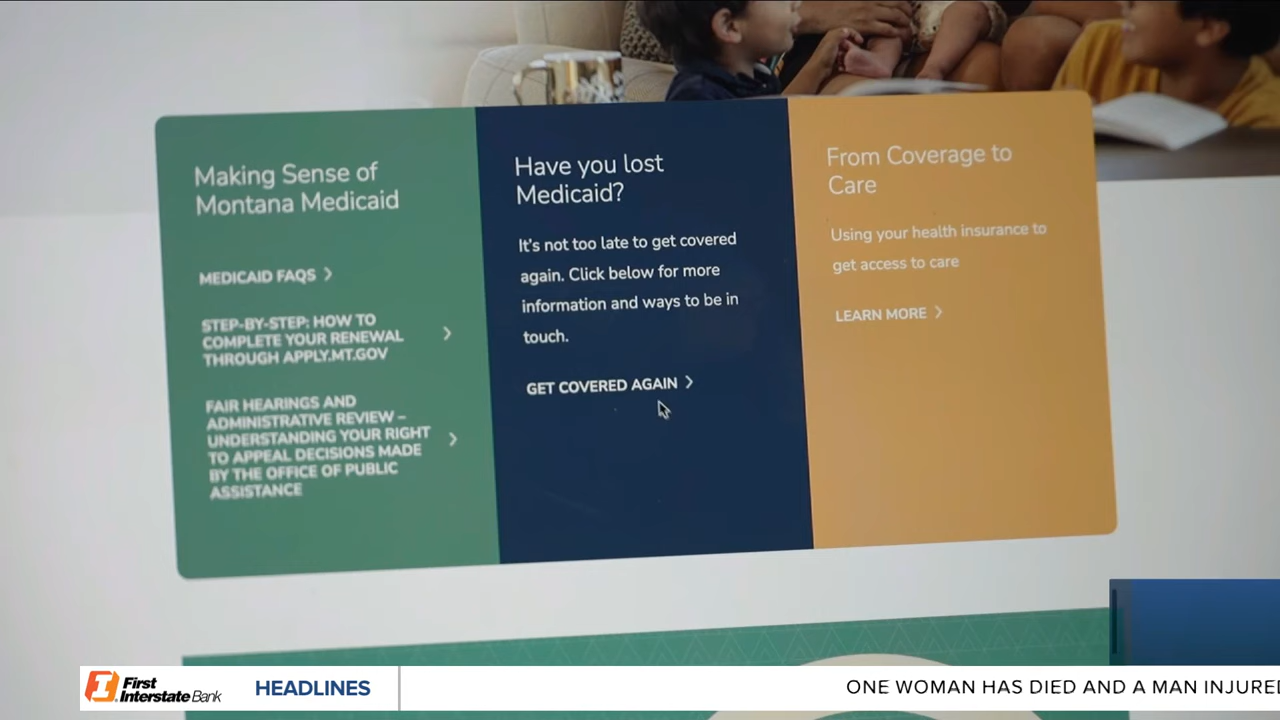 Making Sense of
Montana Medicaid
MEDICAID FAQS
STEP-BY-STEP: HOW TO
COMPLETE YOUR RENEWAL
THROUGH APPLY.MT.GOV
FAIR HEARINGS AND
ADMINISTRATIVE REVIEW –
UNDERSTANDING YOUR RIGHT
TO APPEAL DECISIONS MADE
BY THE OFFICE OF PUBLIC
ASSISTANCE
Have you lost
Medicaid?
It's not too late to get covered
again. Click below for more
information and ways to be in
touch.
GET COVERED AGAIN
From Coverage to
Care
Using your health insurance to
get access to care
LEARN MORE
First
Interstate Bank
HEADLINES
ONE WOMAN HAS DIED AND A MAN INJURED